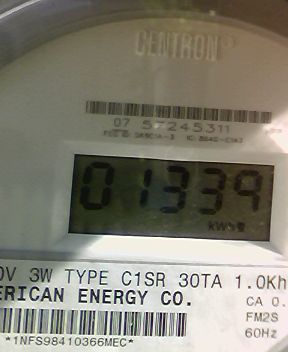 CENTRON
07 57245311
01339
kWh
0V 3W TYPE C1SR 30TA 1.0Kh
ERICAN ENERGY CO.
CA 0.
FM2S
60Hz
*1NFS98410366MEC*